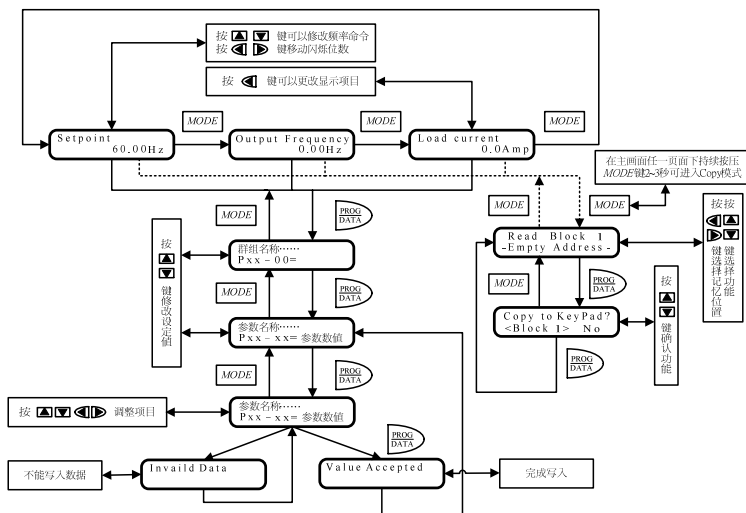 按 键可以修改频率命令
按 键移动闪烁位数
按 键可以更改显示项目
MODE
MODE
MODE
Setpoint
60.00Hz
Output Frequency
0.00Hz
Load current
0.0Amp
在主画面任一页面下持续按压
MODE键2~3秒可进入Copy模式
MODE
PROG
DATA
MODE
MODE
群组名称……
Pxx-00=
Read Block 1
-Empty Address-
按 键修改设定值
MODE
PROG
DATA
MODE
PROG
DATA
按 键选择功能
按 键选择记忆位置
参数名称……
Pxx-xx= 参数数值
Copy to KeyPad?
<Block 1> No
按 键确认功能
MODE
PROG
DATA
PROG
DATA
按 调整项目
参数名称……
Pxx-xx= 参数数值
PROG
DATA
不能写入数据
Invaild Data
Value Accepted
完成写入